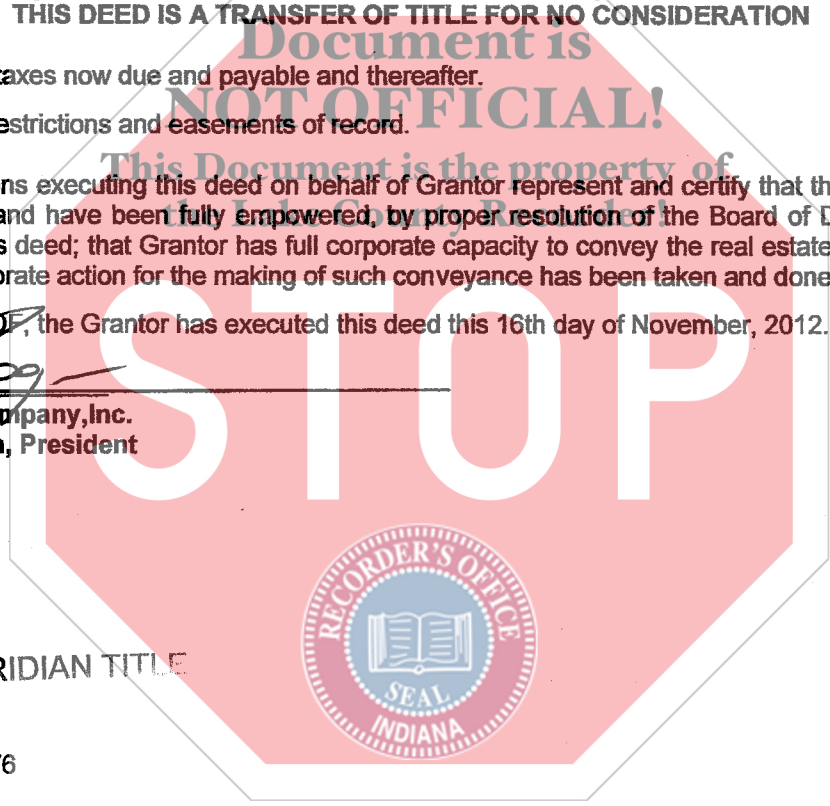 THIS DEED IS A TRANSFER OF TITLE FOR NO CONSIDERATION
Document is
taxes now due and payable and thereafter.
NOT OFFICIAL!
estrictions and easements of record.
This Document is the property of
ns executing this deed on behalf of Grantor represent and certify that th
and have been fully empowered, by proper resolution of the Board of D
the Lake County Recorder!
s deed; that Grantor has full corporate capacity to convey the real estate
orate action for the making of such conveyance has been taken and done
OF, the Grantor has executed this deed this 16th day of November, 2012.
STOP
mpany,Inc.
, President
RECORDER'S OFFICE
SEAL
INDIANA
RIDIAN TITLE
76